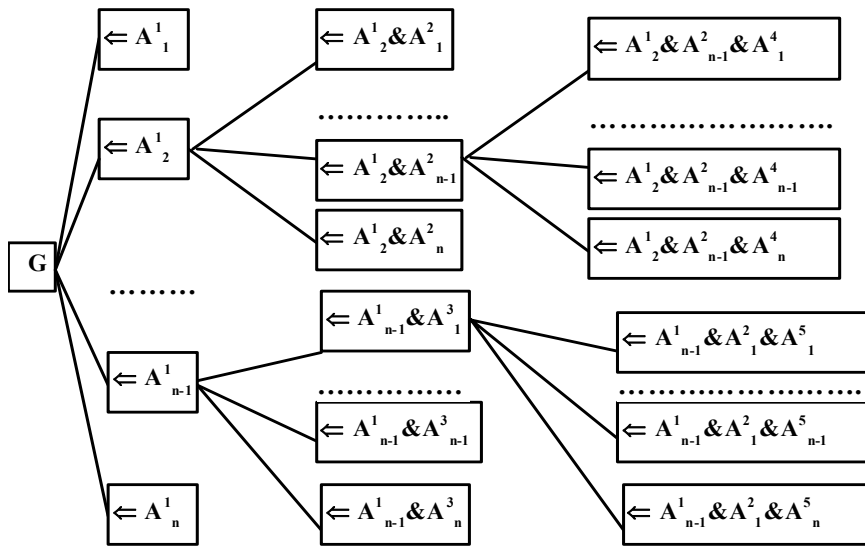 G
⇐ A¹₁
⇐ A¹₂
………
⇐ A¹ₙ₋₁
⇐ A¹ₙ
⇐ A¹₂&A²₁
…………..
⇐ A¹₂&A²ₙ₋₁
⇐ A¹₂&A²ₙ
⇐ A¹ₙ₋₁&A³₁
……………
⇐ A¹ₙ₋₁&A³ₙ₋₁
⇐ A¹ₙ₋₁&A³ₙ
⇐ A¹₂&A²ₙ₋₁&A⁴₁
……………………….
⇐ A¹₂&A²ₙ₋₁&A⁴ₙ₋₁
⇐ A¹₂&A²ₙ₋₁&A⁴ₙ
⇐ A¹ₙ₋₁&A²₁&A⁵₁
……………………….
⇐ A¹ₙ₋₁&A²₁&A⁵ₙ₋₁
⇐ A¹ₙ₋₁&A²₁&A⁵ₙ